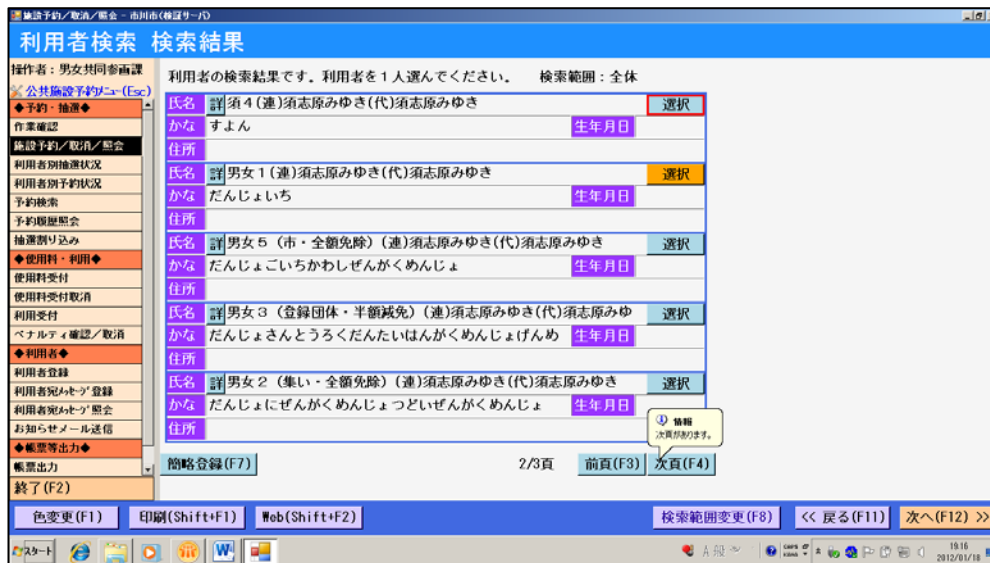 施設予約/取消/照会 - 市川市(検証サーバ)
利用者検索 検索結果
操作者：男女共同参画課
公共施設予約ﾒﾆｭｰ(Esc)
◆予約・抽選◆
作業確認
施設予約/取消/照会
利用者別抽選状況
利用者別予約状況
予約検索
予約履歴照会
抽選割り込み
◆使用料・利用◆
使用料受付
使用料受付取消
利用受付
ペナルティ確認/取消
◆利用者◆
利用者登録
利用者宛ﾒｯｾｰｼﾞ登録
利用者宛ﾒｯｾｰｼﾞ照会
お知らせメール送信
◆帳票等出力◆
帳票出力
終了(F2)
利用者の検索結果です。利用者を１人選んでください。 検索範囲：全体
氏名 詳 須４(連)須志原みゆき(代)須志原みゆき 選択
かな すよん 生年月日
住所
氏名 詳 男女１(連)須志原みゆき(代)須志原みゆき 選択
かな だんじょいち 生年月日
住所
氏名 詳 男女５（市・全額免除）(連)須志原みゆき(代)須志原みゆき 選択
かな だんじょごいちかわしぜんがくめんじょ 生年月日
住所
氏名 詳 男女３（登録団体・半額減免）(連)須志原みゆき(代)須志原みゆ 選択
かな だんじょさんとうろくだんたいはんがくめんじょげんめ 生年月日
住所
氏名 詳 男女２（集い・全額免除）(連)須志原みゆき(代)須志原みゆき 選択
かな だんじょにぜんがくめんじょつどいぜんがくめんじょ 生年月日
住所
情報
次頁があります。
簡略登録(F7) 2/3頁 前頁(F3) 次頁(F4)
色変更(F1) 印刷(Shift+F1) Web(Shift+F2) 検索範囲変更(F8) << 戻る(F11) 次へ(F12) >>
スタート A 般 CAPS KANA 19:16
2012/01/18